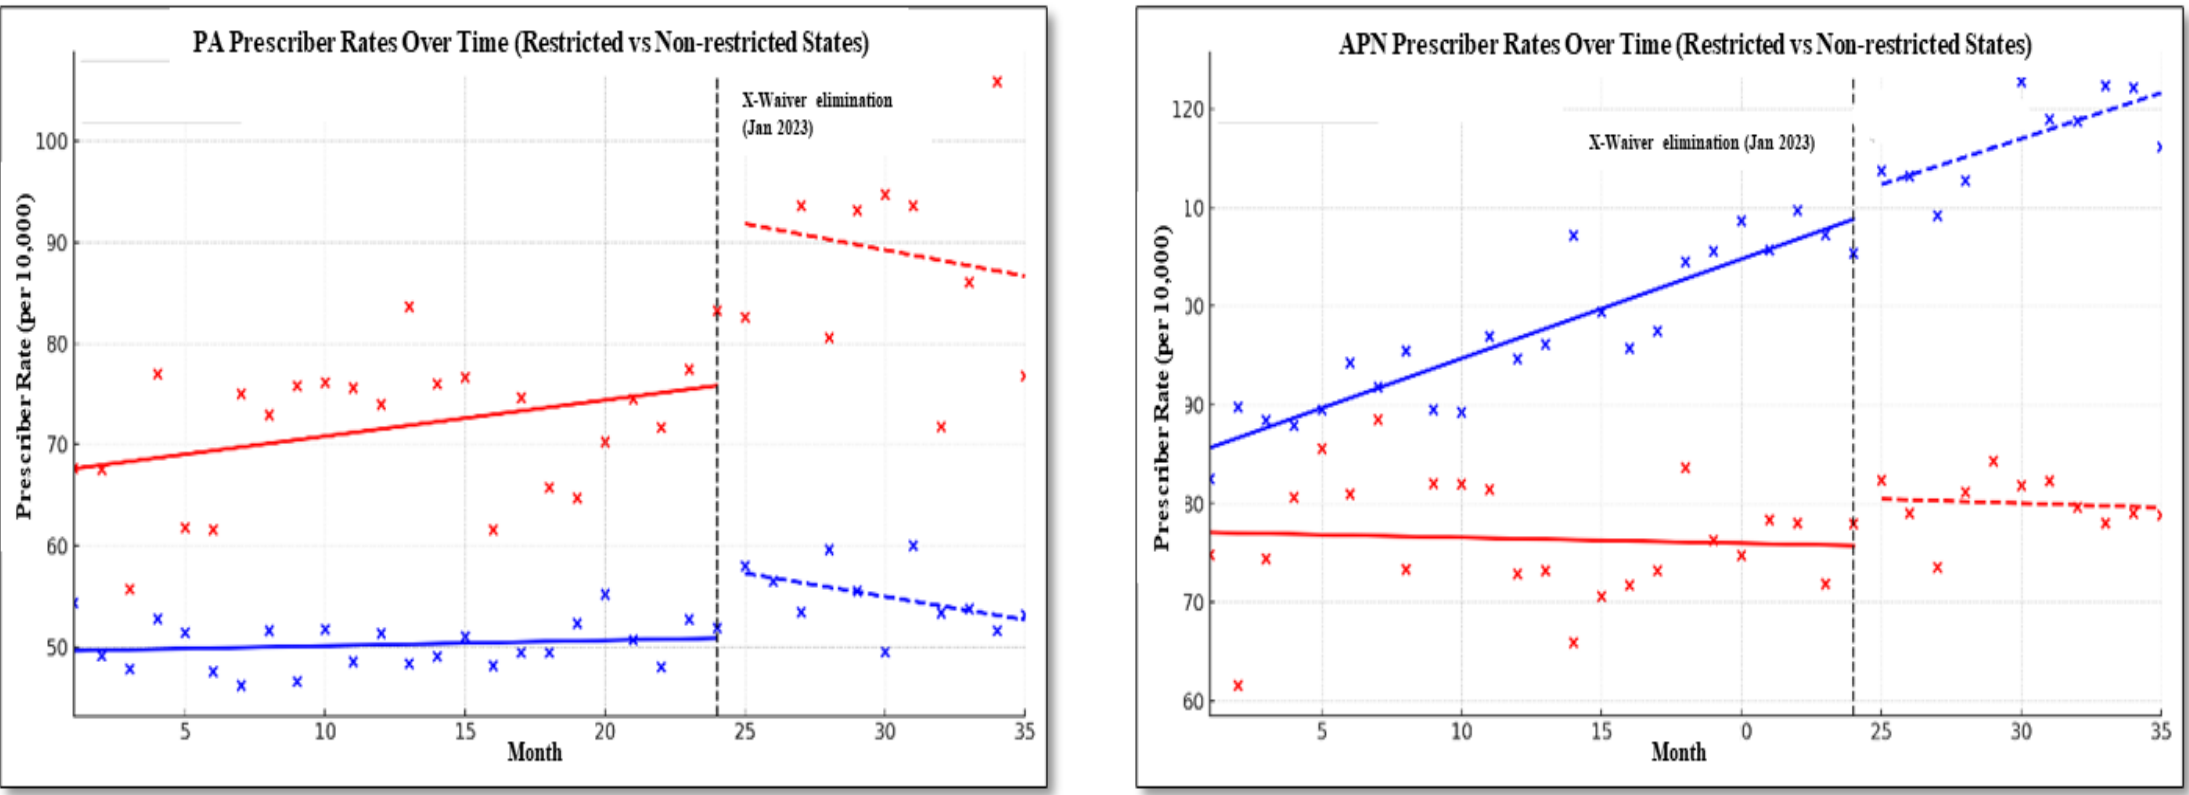 PA Prescriber Rates Over Time (Restricted vs Non-restricted States)
X-Waiver elimination
(Jan 2023)
Prescriber Rate (per 10,000)
100
90
80
70
60
50
5 10 15 20 25 30 35
Month
APN Prescriber Rates Over Time (Restricted vs Non-restricted States)
X-Waiver elimination (Jan 2023)
Prescriber Rate (per 10,000)
120
10
00
90
80
70
60
5 10 15 0 25 30 35
Month